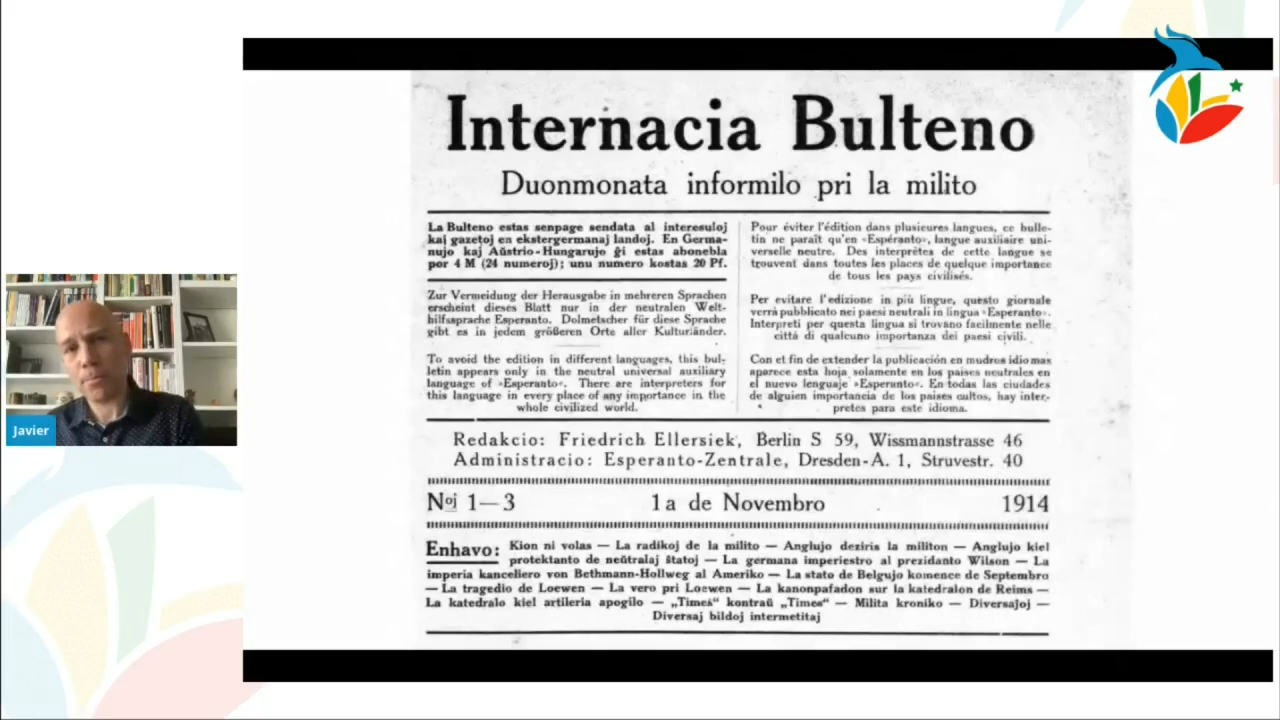 Internacia Bulteno
Duonmonata informilo pri la milito
La Bulteno estas senpage sendata al interesuloj
kaj gazetoj en ekstergermanaj landoj. En Germa-
nujo kaj Aŭstrio-Hungarujo ĝi estas abonebla
por 4 M (24 numeroj); unu numero kostas 20 Pf.
Zur Vermeidung der Herausgabe in mehreren Sprachen
erscheint dieses Blatt nur in der neutralen Welt-
hilfssprache Esperanto. Dolmetscher für diese Sprache
gibt es in jedem größeren Orte aller Kulturländer.
To avoid the edition in different languages, this bul-
letin appears only in the neutral universal auxiliary
language of »Esperanto«. There are interpreters for
this language in every place of any importance in the
whole civilized world.
Pour éviter l'édition dans plusieures langues, ce bulle-
tin ne paraît qu'en »Espéranto«, langue auxiliaire uni-
verselle neutre. Des interprètes de cette langue se
trouvent dans toutes les places de quelque importance
de tous les pays civilisés.
Per evitare l'edizione in più lingue, questo giornale
verrà pubblicato nei paesi neutrali in lingua »Esperanto«.
Interpreti per questa lingua si trovano facilmente nelle
città di qualcuno importanza dei paesi civili.
Con el fin de extender la publicación en mudros idiomas
aparece esta hoja solamente en los paises neutrales en
el nuevo lenguaje »Esperanto«. En todas las ciudades
de alguien importancia de los paises cultos, hay inter-
pretes para este idioma.
Redakcio: Friedrich Ellersiek, Berlin S 59, Wissmannstrasse 46
Administracio: Esperanto-Zentrale, Dresden-A. 1, Struvestr. 40
Noj 1—3 1a de Novembro 1914
Enhavo: Kion ni volas — La radikoj de la milito — Anglujo deziris la militon — Anglujo kiel
protektanto de neŭtralaj ŝtatoj — La germana imperiestro al prezidanto Wilson — La
imperia kanceliero von Bethmann-Hollweg al Ameriko — La stato de Belgujo komence de Septembro
— La tragedio de Loewen — La vero pri Loewen — La kanonpafadon sur la katedralon de Reims —
La katedralo kiel artileria apogilo — „Times“ kontraŭ „Times“ — Milita kroniko — Diversaĵoj —
Diversaj bildoj intermetitaj
Javier